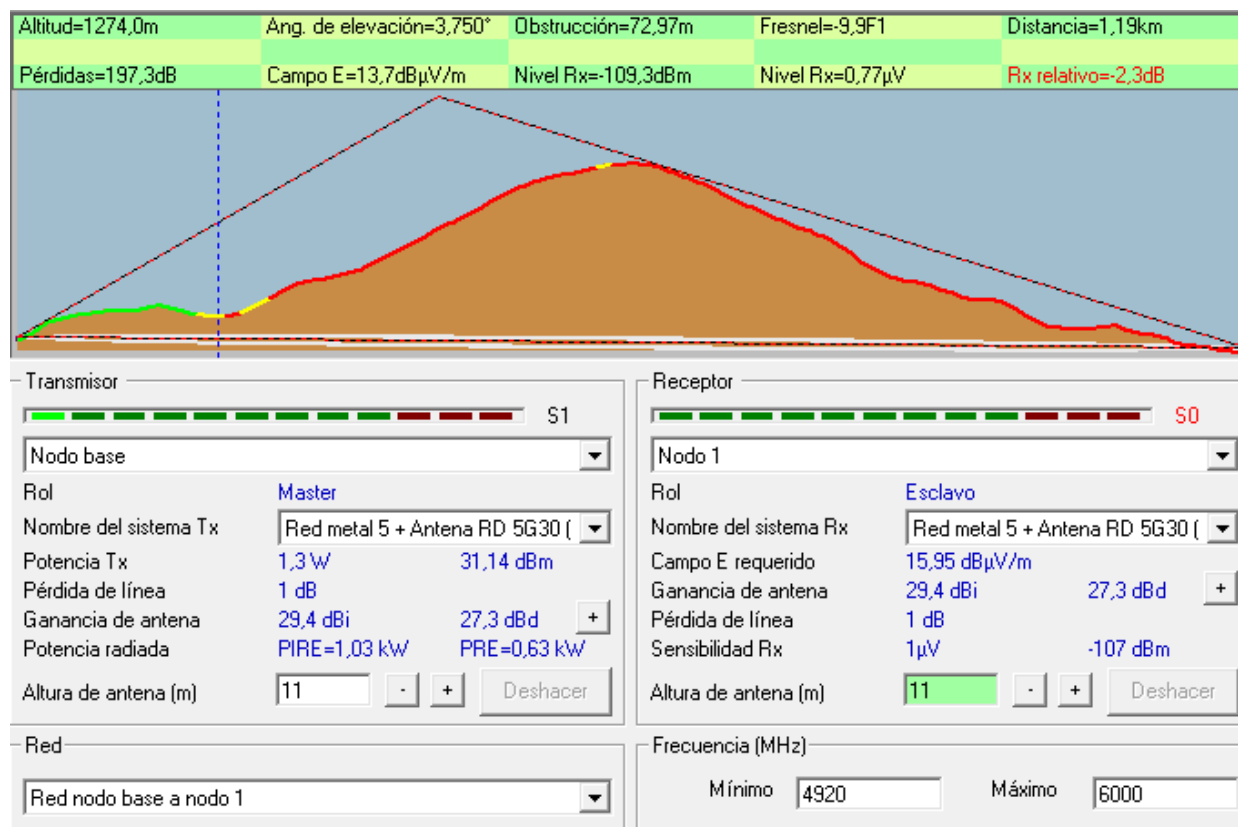 Altitud=1274,0m Ang. de elevación=3,750° Obstrucción=72,97m Fresnel=-9,9F1 Distancia=1,19km
Pérdidas=197,3dB Campo E=13,7dBµV/m Nivel Rx=-109,3dBm Nivel Rx=0,77µV Rx relativo=-2,3dB
Transmisor
S1
Nodo base
Rol Master
Nombre del sistema Tx Red metal 5 + Antena RD 5G30 (
Potencia Tx 1,3 W 31,14 dBm
Pérdida de línea 1 dB
Ganancia de antena 29,4 dBi 27,3 dBd +
Potencia radiada PIRE=1,03 kW PRE=0,63 kW
Altura de antena (m) 11 - + Deshacer
Receptor
S0
Nodo 1
Rol Esclavo
Nombre del sistema Rx Red metal 5 + Antena RD 5G30 (
Campo E requerido 15,95 dBµV/m
Ganancia de antena 29,4 dBi 27,3 dBd +
Pérdida de línea 1 dB
Sensibilidad Rx 1µV -107 dBm
Altura de antena (m) 11 - + Deshacer
Red
Red nodo base a nodo 1
Frecuencia (MHz)
Mínimo 4920 Máximo 6000